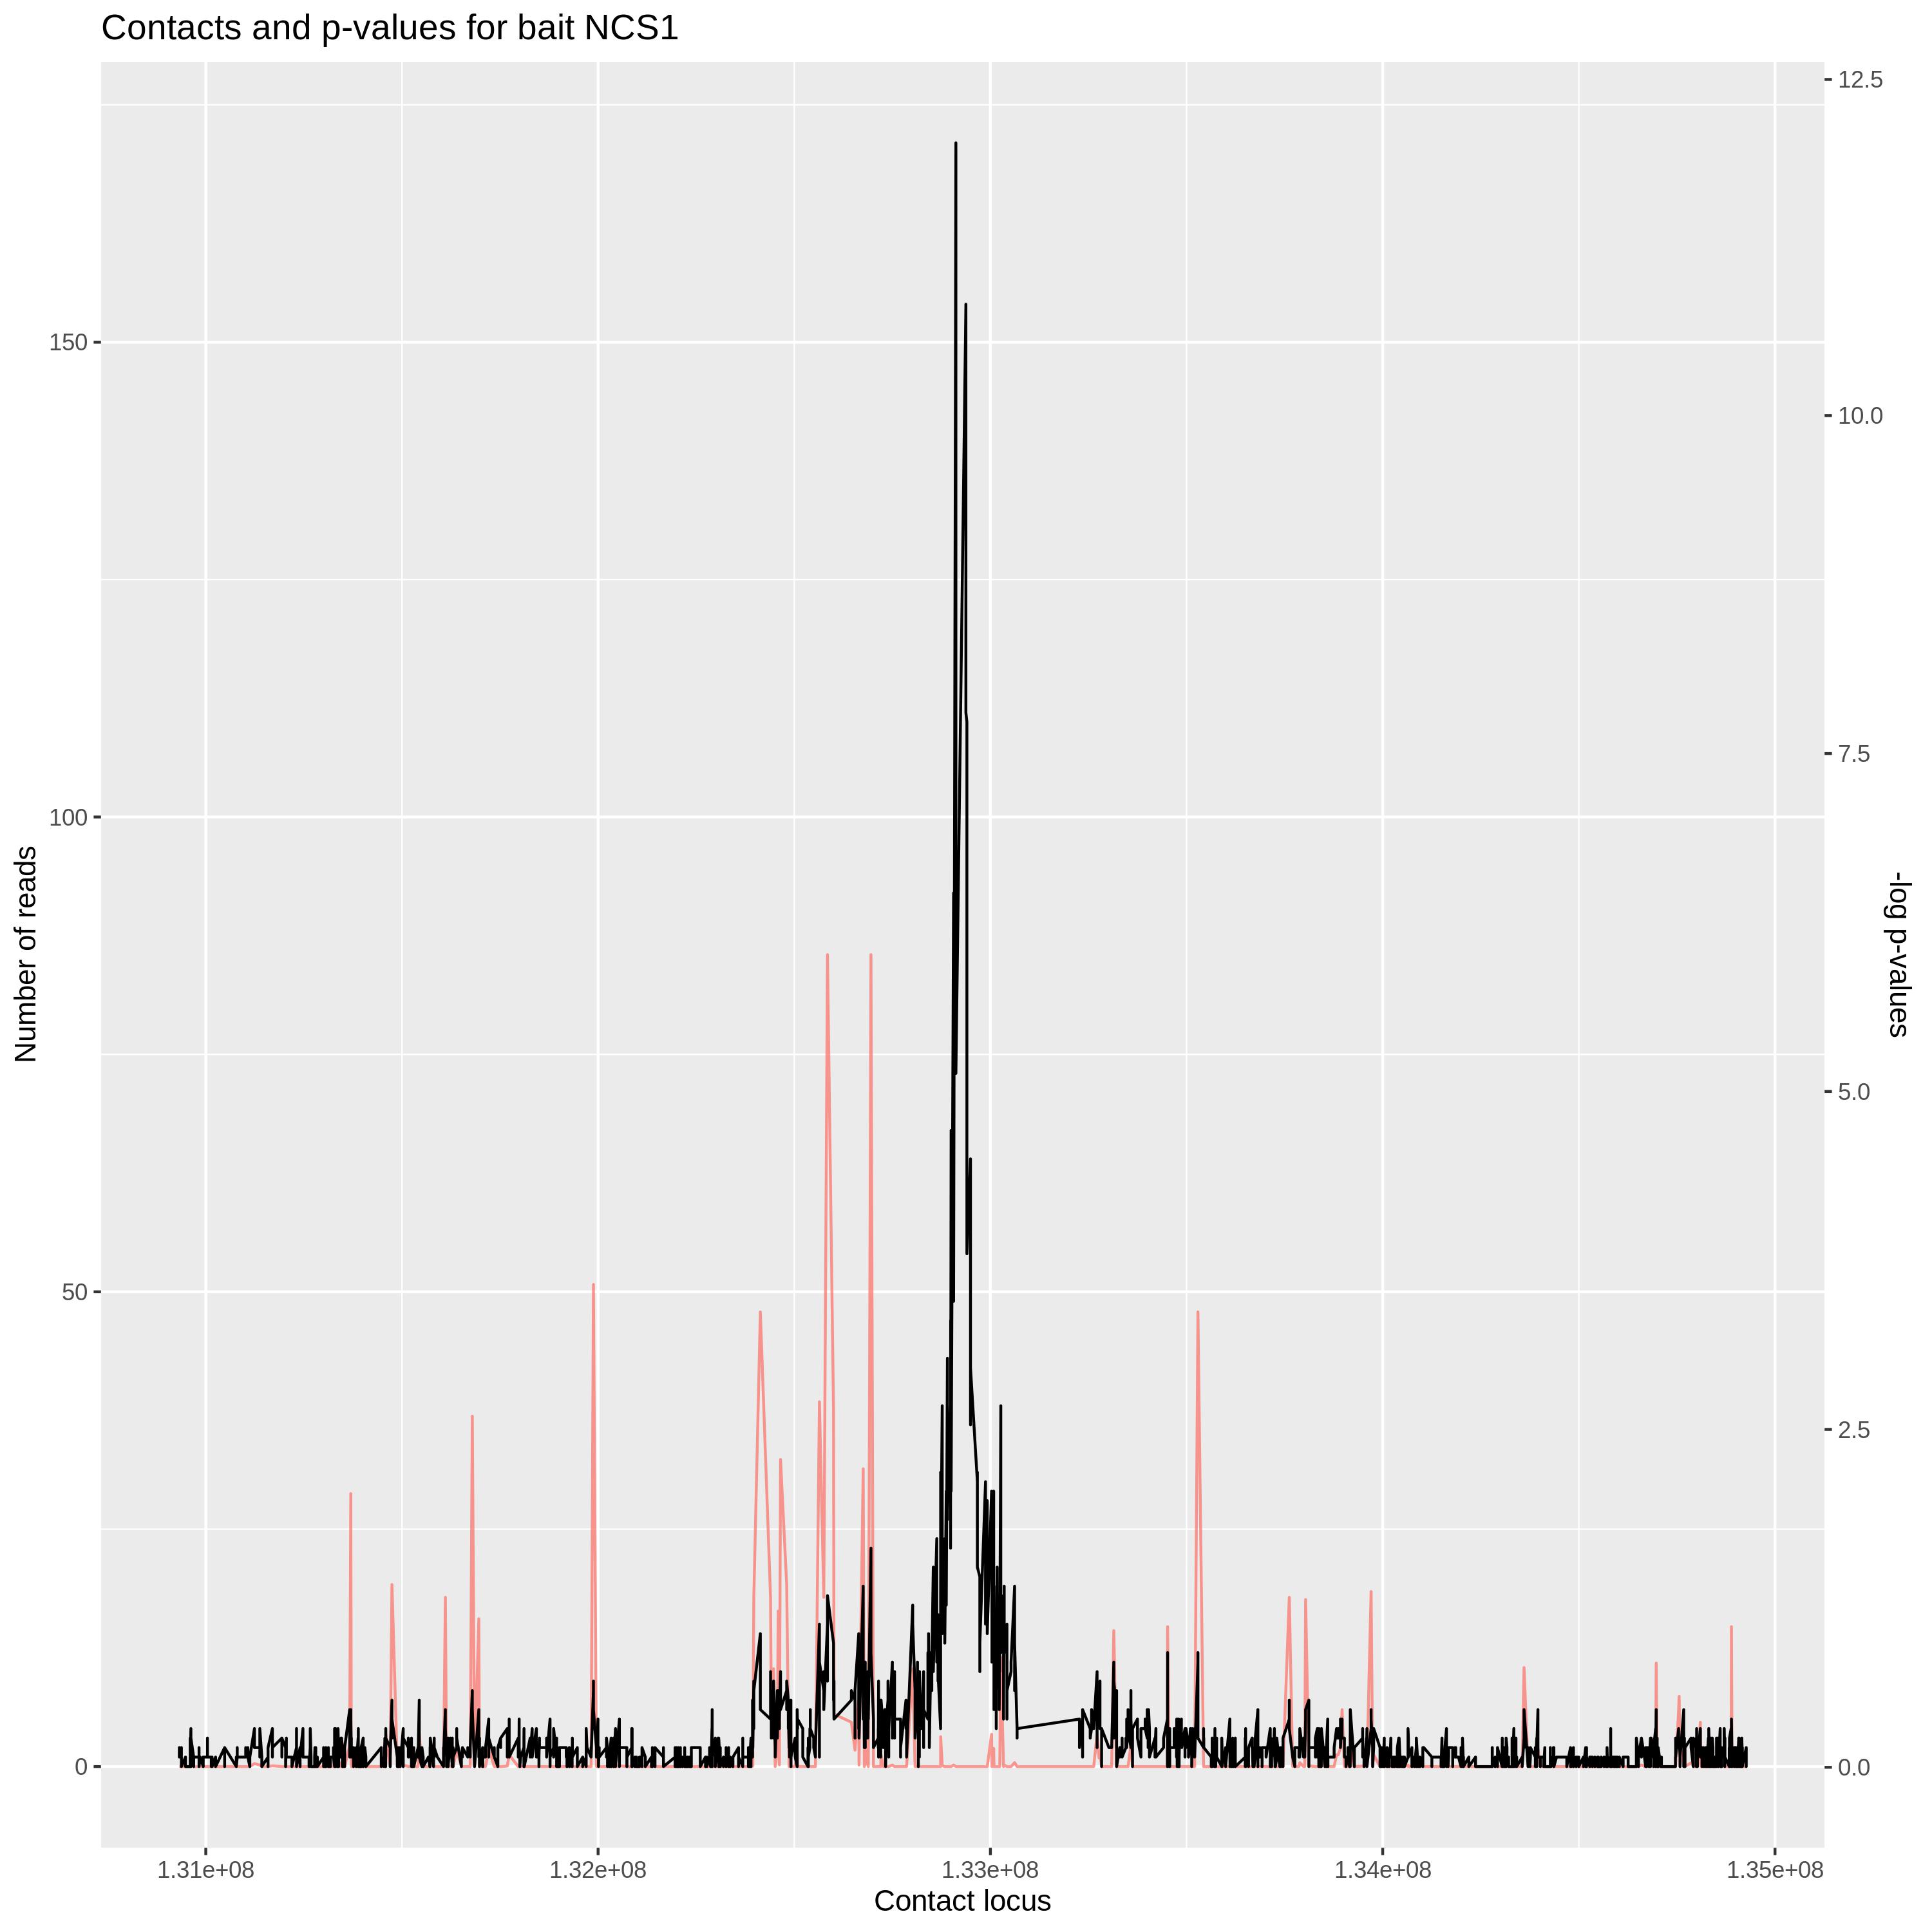 Contacts and p-values for bait NCS1
12.5
10.0
7.5
5.0
2.5
0.0
150
100
50
0
Number of reads
-log p-values
1.31e+08
1.32e+08
1.33e+08
1.34e+08
1.35e+08
Contact locus